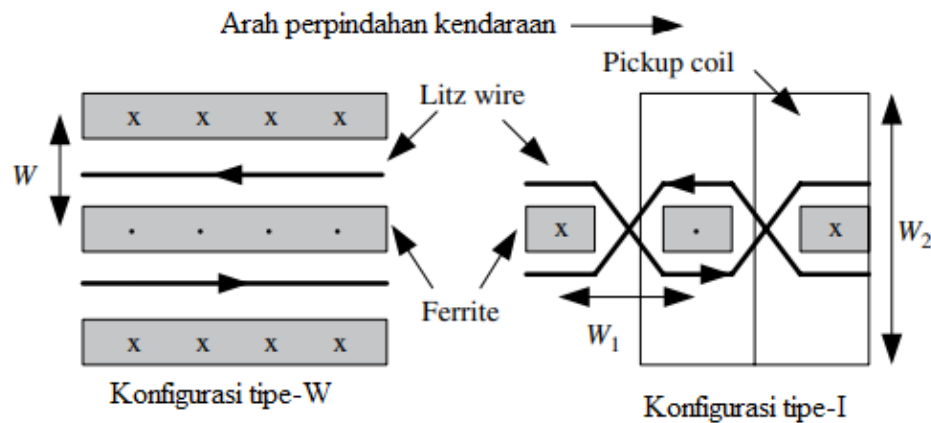 Arah perpindahan kendaraan
Pickup coil
Litz wire
x x x x
W
. . . .
x x x x
x . x
W₂
Ferrite
W₁
Konfigurasi tipe-W
Konfigurasi tipe-I